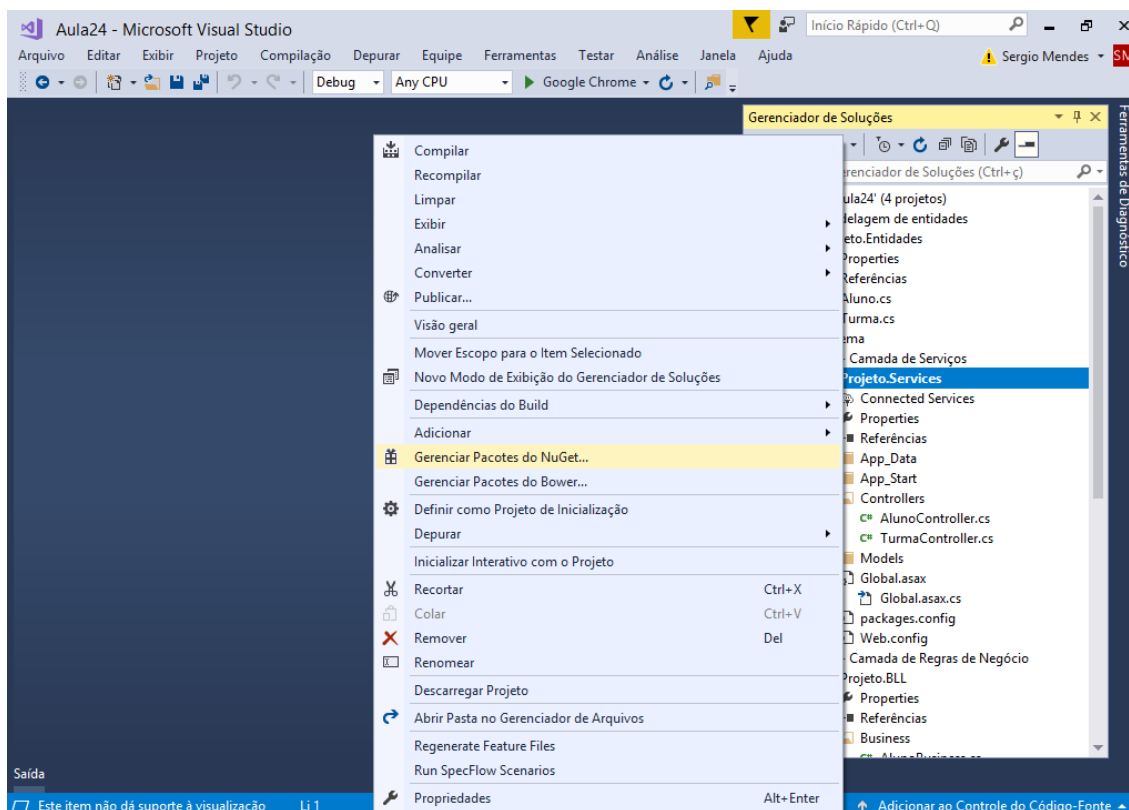 Aula24 - Microsoft Visual Studio
Início Rápido (Ctrl+Q)
Arquivo Editar Exibir Projeto Compilação Depurar Equipe Ferramentas Testar Análise Janela Ajuda
Sergio Mendes SM
Debug Any CPU Google Chrome
Gerenciador de Soluções
erenciador de Soluções (Ctrl+ç)
ula24' (4 projetos)
delagem de entidades
eto.Entidades
Properties
Referências
Aluno.cs
Turma.cs
ema
- Camada de Serviços
Projeto.Services
Connected Services
Properties
Referências
App_Data
App_Start
Controllers
C# AlunoController.cs
C# TurmaController.cs
Models
Global.asax
Global.asax.cs
packages.config
Web.config
- Camada de Regras de Negócio
Projeto.BLL
Properties
Referências
Business
C# AlunoBusiness.cs
Ferramentas de Diagnóstico
Compilar
Recompilar
Limpar
Exibir
Analisar
Converter
Publicar...
Visão geral
Mover Escopo para o Item Selecionado
Novo Modo de Exibição do Gerenciador de Soluções
Dependências do Build
Adicionar
Gerenciar Pacotes do NuGet...
Gerenciar Pacotes do Bower...
Definir como Projeto de Inicialização
Depurar
Inicializar Interativo com o Projeto
Recortar Ctrl+X
Colar Ctrl+V
Remover Del
Renomear
Descarregar Projeto
Abrir Pasta no Gerenciador de Arquivos
Regenerate Feature Files
Run SpecFlow Scenarios
Propriedades Alt+Enter
Saída
Este item não dá suporte à visualização Li 1
Adicionar ao Controle do Código-Fonte